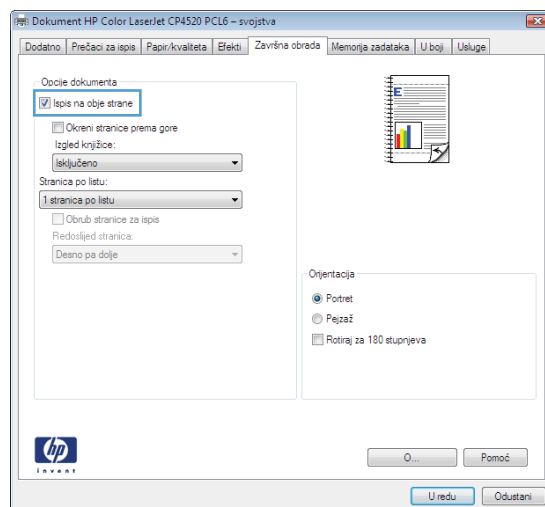 Dokument HP Color LaserJet CP4520 PCL6 – svojstva
Dodatno Prečaci za ispis Papir/kvaliteta Efekti Završna obrada Memorija zadataka U boji Usluge
Opcije dokumenta
Ispis na obje strane
Okreni stranice prema gore
Izgled knjižice:
Isključeno
Stranica po listu:
1 stranica po listu
Obrub stranice za ispis
Redoslijed stranica:
Desno pa dolje
E
Orijentacija
Portret
Pejzaž
Rotiraj za 180 stupnjeva
hp
invent
O... Pomoć
U redu Odustani